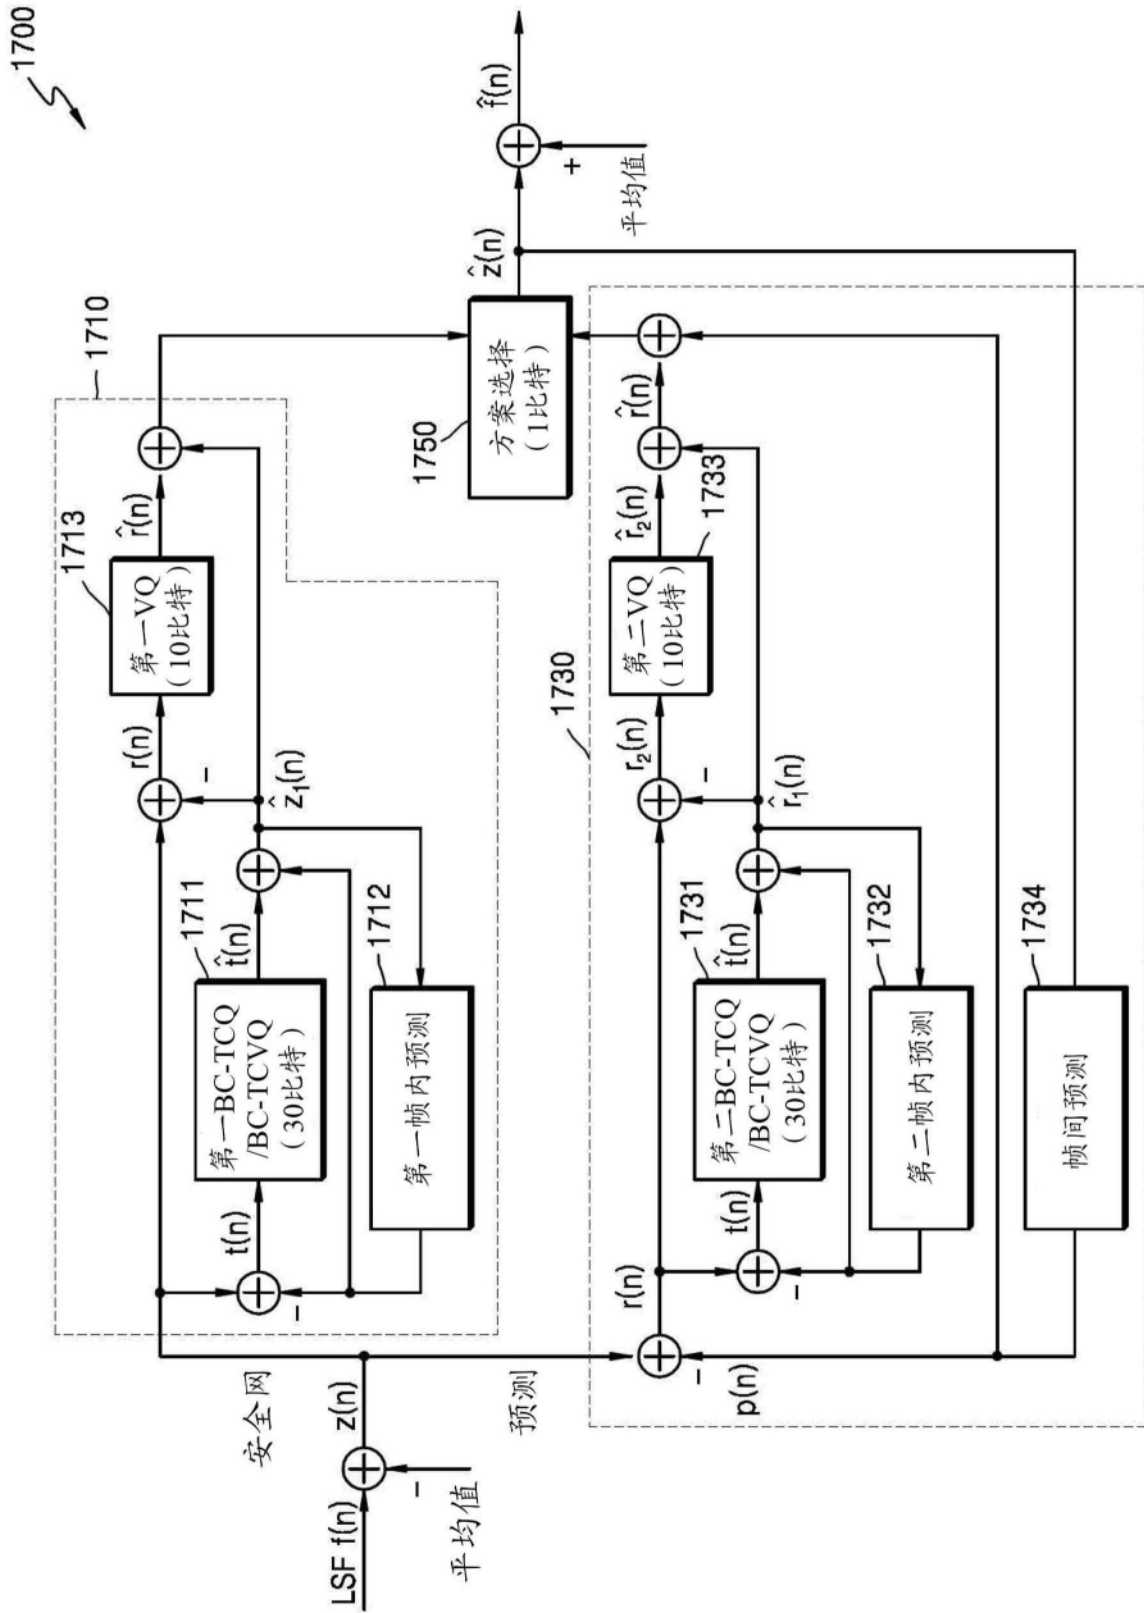 1700
LSF f(n)
平均值
−
z(n)
安全网
预测
1710
t(n)
−
第一BC-TCQ
/BC-TCVQ
(30比特)
1711
t̂(n)
第一帧内预测
1712
ẑ₁(n)
−
r(n)
第一VQ
(10比特)
1713
r̂(n)
1730
−
p(n)
r(n)
−
t(n)
第二BC-TCQ
/BC-TCVQ
(30比特)
1731
t̂(n)
第二帧内预测
1732
帧间预测
1734
r̂₁(n)
−
r₂(n)
第二VQ
(10比特)
1733
r̂₂(n)
r̂(n)
方案选择
(1比特)
1750
ẑ(n)
+
平均值
f̂(n)